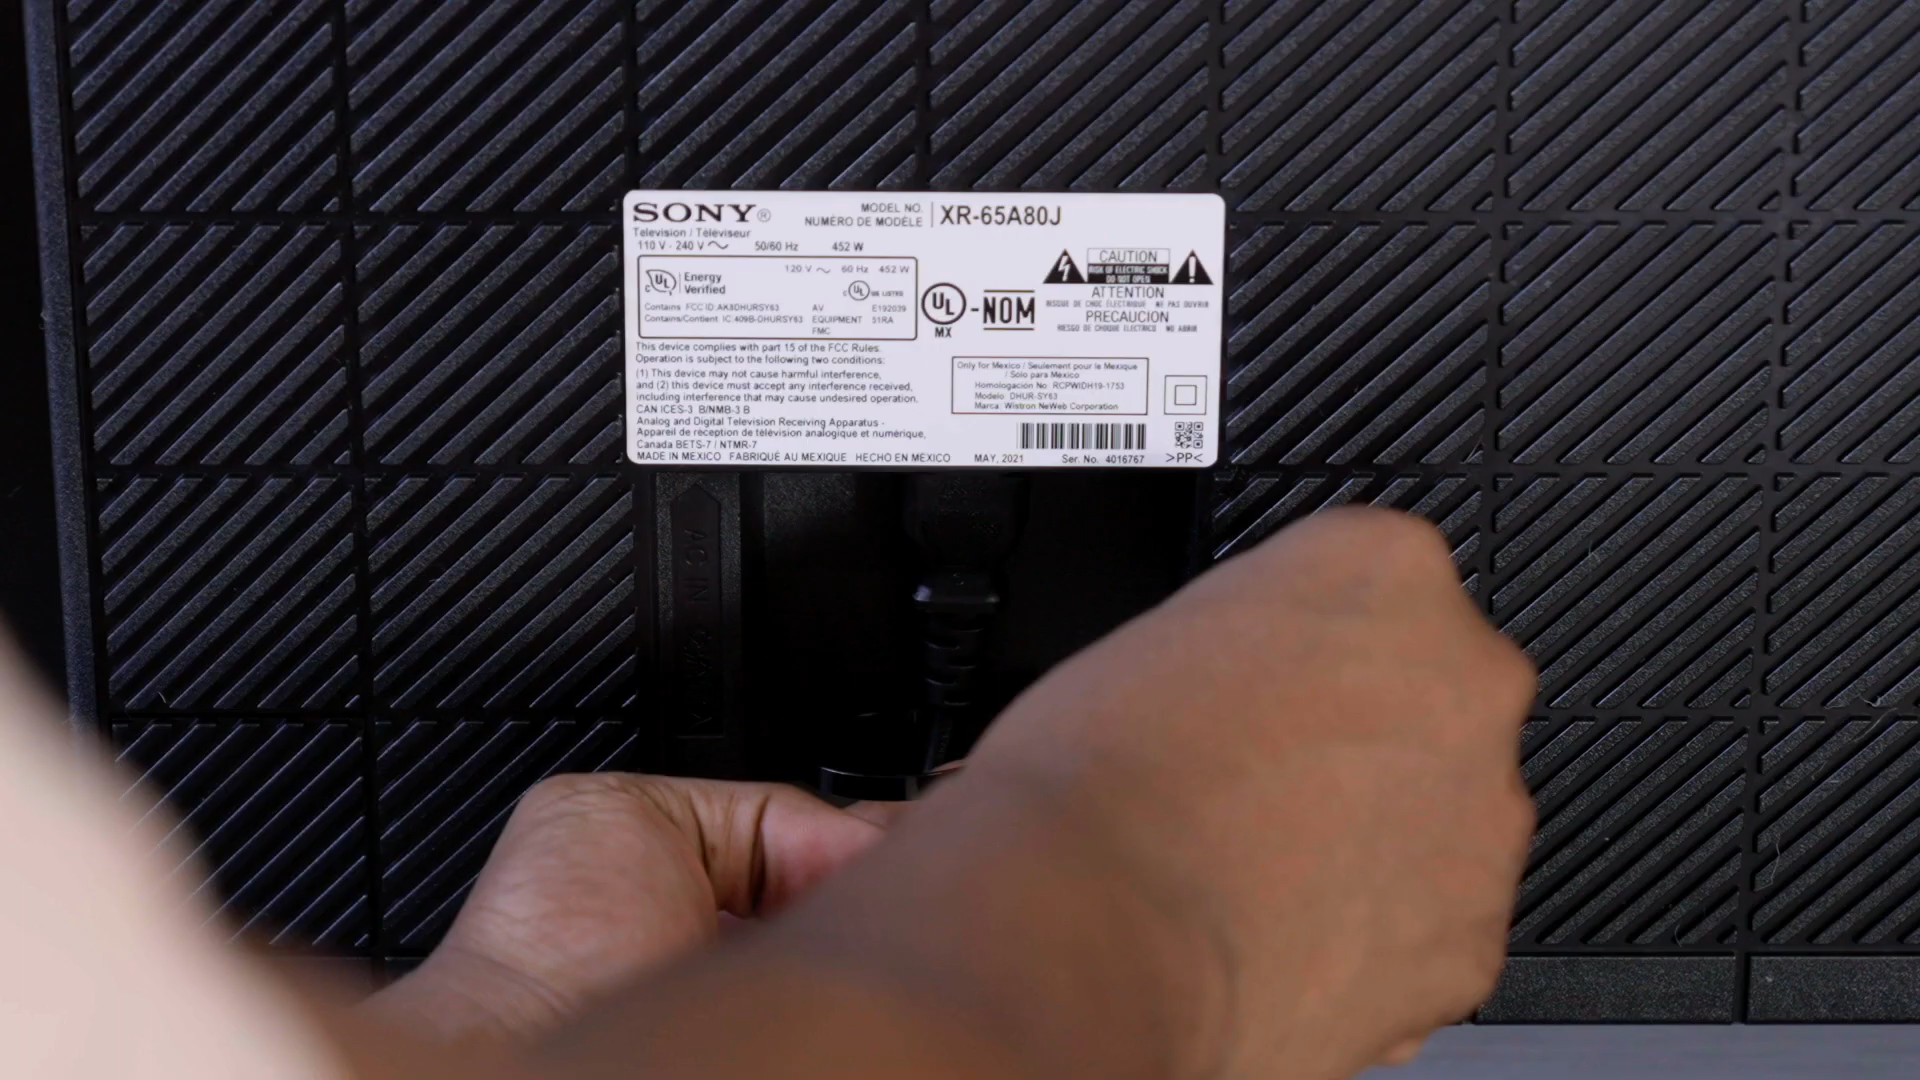 SONY®
MODEL NO.
NUMÉRO DE MODÈLE
XR-65A80J
Television / Téléviseur
110 V - 240 V ~ 50/60 Hz 452 W
120 V ~ 60 Hz 452 W
UL Energy Verified
C UL US LISTED
Contains FCC ID:AK8DHURSY63
Contains/Contient IC:409B-DHURSY63
AV E192039
EQUIPMENT 51RA
FMC
UL MX -NOM
CAUTION
RISK OF ELECTRIC SHOCK
DO NOT OPEN
ATTENTION
RISQUE DE CHOC ELECTRIQUE NE PAS OUVRIR
PRECAUCION
RIESGO DE CHOQUE ELECTRICO NO ABRIR
This device complies with part 15 of the FCC Rules.
Operation is subject to the following two conditions:
(1) This device may not cause harmful interference,
and (2) this device must accept any interference received,
including interference that may cause undesired operation.
CAN ICES-3 B/NMB-3 B
Analog and Digital Television Receiving Apparatus -
Appareil de réception de télévision analogique et numérique,
Canada BETS-7 / NTMR-7
MADE IN MEXICO FABRIQUÉ AU MEXIQUE HECHO EN MEXICO
Only for Mexico / Seulement pour le Mexique
/ Solo para Mexico
Homologacion No. RCPWIDH19-1753
Modelo: DHUR-SY63
Marca: Wistron NeWeb Corporation
MAY, 2021 Ser. No. 4016767
>PP<
AC IN